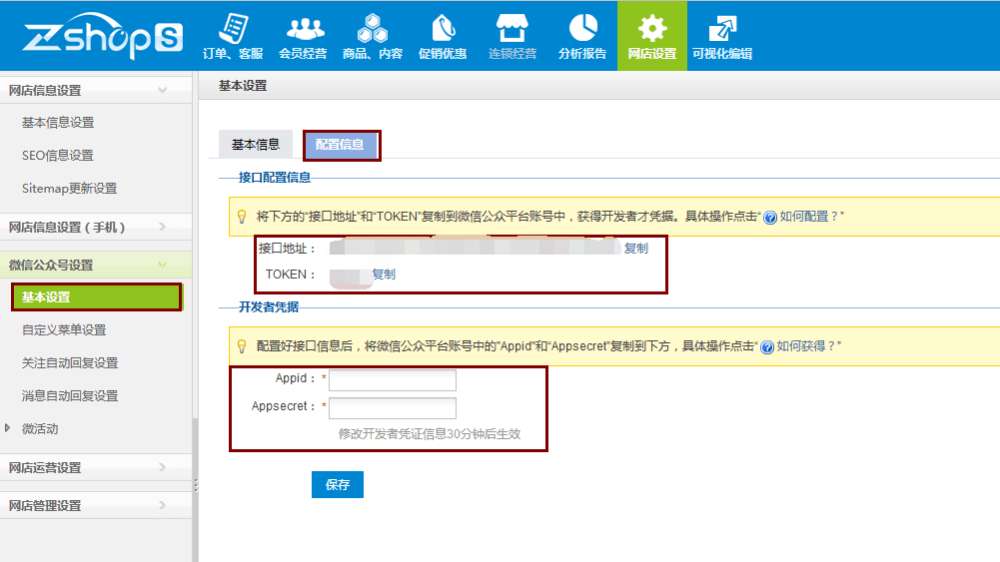 ZshopS
订单、客服
会员经营
商品、内容
促销优惠
连锁经营
分析报告
网店设置
可视化编辑
网店信息设置
基本信息设置
SEO信息设置
Sitemap更新设置
网店信息设置（手机）
微信公众号设置
基本设置
自定义菜单设置
关注自动回复设置
消息自动回复设置
微活动
网店运营设置
网店管理设置
基本设置
基本信息
配置信息
接口配置信息
将下方的“接口地址”和“TOKEN”复制到微信公众平台账号中，获得开发者才凭据。具体操作点击“?如何配置？”
接口地址： 复制
TOKEN： 复制
开发者凭据
配置好接口信息后，将微信公众平台账号中的"Appid"和“Appsecret”复制到下方，具体操作点击“?如何获得？”
Appid：*
Appsecret：*
修改开发者凭证信息30分钟后生效
保存